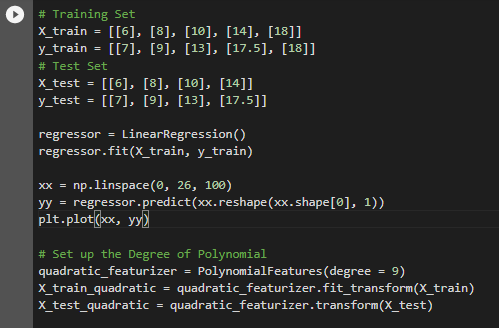 # Training Set
X_train = [[6], [8], [10], [14], [18]]
y_train = [[7], [9], [13], [17.5], [18]]
# Test Set
X_test = [[6], [8], [10], [14]]
y_test = [[7], [9], [13], [17.5]]
regressor = LinearRegression()
regressor.fit(X_train, y_train)
xx = np.linspace(0, 26, 100)
yy = regressor.predict(xx.reshape(xx.shape[0], 1))
plt.plot(xx, yy)
# Set up the Degree of Polynomial
quadratic_featurizer = PolynomialFeatures(degree = 9)
X_train_quadratic = quadratic_featurizer.fit_transform(X_train)
X_test_quadratic = quadratic_featurizer.transform(X_test)